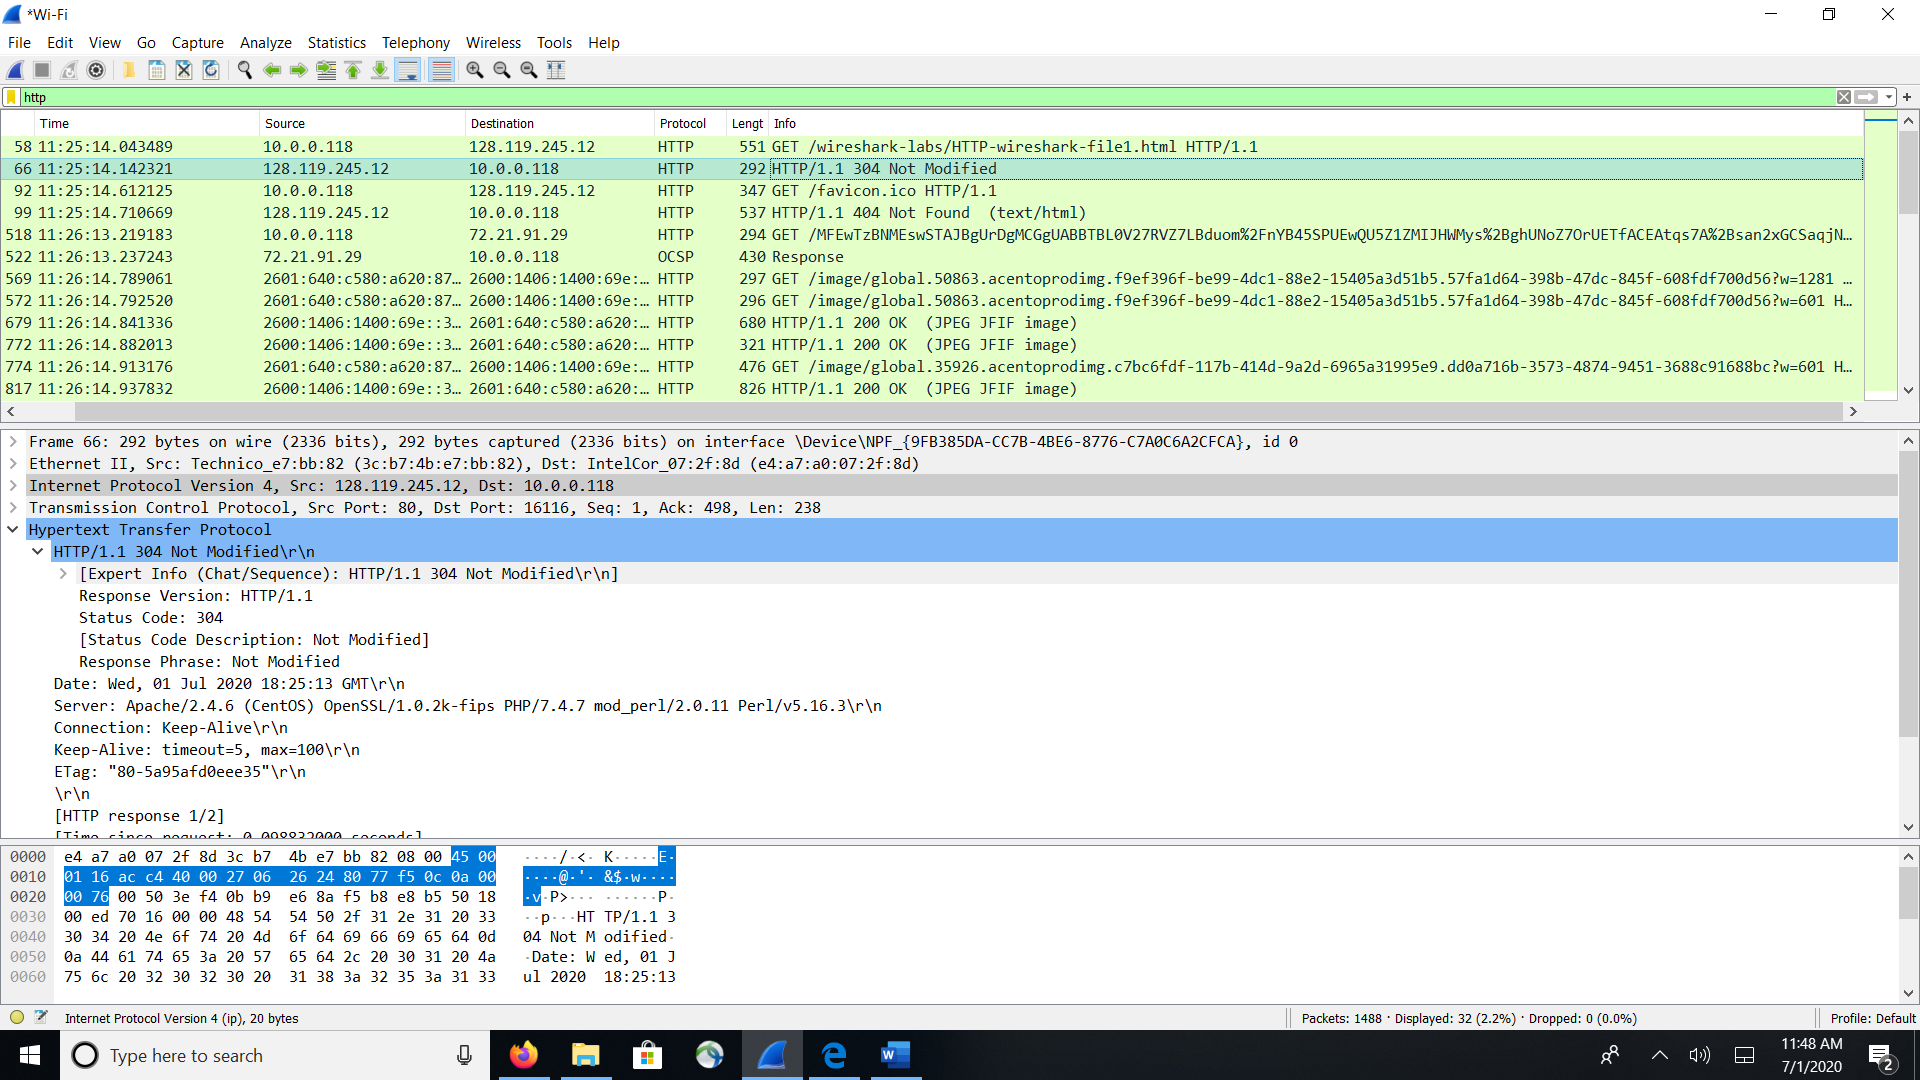 *Wi-Fi
File Edit View Go Capture Analyze Statistics Telephony Wireless Tools Help
http
Time Source Destination Protocol Lengt Info
58 11:25:14.043489 10.0.0.118 128.119.245.12 HTTP 551 GET /wireshark-labs/HTTP-wireshark-file1.html HTTP/1.1
66 11:25:14.142321 128.119.245.12 10.0.0.118 HTTP 292 HTTP/1.1 304 Not Modified
92 11:25:14.612125 10.0.0.118 128.119.245.12 HTTP 347 GET /favicon.ico HTTP/1.1
99 11:25:14.710669 128.119.245.12 10.0.0.118 HTTP 537 HTTP/1.1 404 Not Found (text/html)
518 11:26:13.219183 10.0.0.118 72.21.91.29 HTTP 294 GET /MFEwTzBNMEswSTAJBgUrDgMCGgUABBTBL0V27RVZ7LBduom%2FnYB45SPUEwQU5Z1ZMIJHWMys%2BghUNoZ7OrUETfACEAtqs7A%2Bsan2xGCSaqjN…
522 11:26:13.237243 72.21.91.29 10.0.0.118 OCSP 430 Response
569 11:26:14.789061 2601:640:c580:a620:87… 2600:1406:1400:69e:… HTTP 297 GET /image/global.50863.acentoprodimg.f9ef396f-be99-4dc1-88e2-15405a3d51b5.57fa1d64-398b-47dc-845f-608fdf700d56?w=1281 …
572 11:26:14.792520 2601:640:c580:a620:87… 2600:1406:1400:69e:… HTTP 296 GET /image/global.50863.acentoprodimg.f9ef396f-be99-4dc1-88e2-15405a3d51b5.57fa1d64-398b-47dc-845f-608fdf700d56?w=601 H…
679 11:26:14.841336 2600:1406:1400:69e::3… 2601:640:c580:a620:… HTTP 680 HTTP/1.1 200 OK (JPEG JFIF image)
772 11:26:14.882013 2600:1406:1400:69e::3… 2601:640:c580:a620:… HTTP 321 HTTP/1.1 200 OK (JPEG JFIF image)
774 11:26:14.913176 2601:640:c580:a620:87… 2600:1406:1400:69e:… HTTP 476 GET /image/global.35926.acentoprodimg.c7bc6fdf-117b-414d-9a2d-6965a31995e9.dd0a716b-3573-4874-9451-3688c91688bc?w=601 H…
817 11:26:14.937832 2600:1406:1400:69e::3… 2601:640:c580:a620:… HTTP 826 HTTP/1.1 200 OK (JPEG JFIF image)
Frame 66: 292 bytes on wire (2336 bits), 292 bytes captured (2336 bits) on interface \Device\NPF_{9FB385DA-CC7B-4BE6-8776-C7A0C6A2CFCA}, id 0
Ethernet II, Src: Technico_e7:bb:82 (3c:b7:4b:e7:bb:82), Dst: IntelCor_07:2f:8d (e4:a7:a0:07:2f:8d)
Internet Protocol Version 4, Src: 128.119.245.12, Dst: 10.0.0.118
Transmission Control Protocol, Src Port: 80, Dst Port: 16116, Seq: 1, Ack: 498, Len: 238
Hypertext Transfer Protocol
HTTP/1.1 304 Not Modified\r\n
[Expert Info (Chat/Sequence): HTTP/1.1 304 Not Modified\r\n]
Response Version: HTTP/1.1
Status Code: 304
[Status Code Description: Not Modified]
Response Phrase: Not Modified
Date: Wed, 01 Jul 2020 18:25:13 GMT\r\n
Server: Apache/2.4.6 (CentOS) OpenSSL/1.0.2k-fips PHP/7.4.7 mod_perl/2.0.11 Perl/v5.16.3\r\n
Connection: Keep-Alive\r\n
Keep-Alive: timeout=5, max=100\r\n
ETag: "80-5a95afd0eee35"\r\n
\r\n
[HTTP response 1/2]
[Time since request: 0.098832000 seconds]
0000 e4 a7 a0 07 2f 8d 3c b7 4b e7 bb 82 08 00 45 00 ····/·<· K·····E·
0010 01 16 ac c4 40 00 27 06 26 24 80 77 f5 0c 0a 00 ····@·'· &$·w····
0020 00 76 00 50 3e f4 0b b9 e6 8a f5 b8 e8 b5 50 18 ·v·P>··· ······P·
0030 00 ed 70 16 00 00 48 54 54 50 2f 31 2e 31 20 33 ··p···HT TP/1.1 3
0040 30 34 20 4e 6f 74 20 4d 6f 64 69 66 69 65 64 0d 04 Not M odified·
0050 0a 44 61 74 65 3a 20 57 65 64 2c 20 30 31 20 4a ·Date: W ed, 01 J
0060 75 6c 20 32 30 32 30 20 31 38 3a 32 35 3a 31 33 ul 2020 18:25:13
Internet Protocol Version 4 (ip), 20 bytes
Packets: 1488 · Displayed: 32 (2.2%) · Dropped: 0 (0.0%)
Profile: Default
Type here to search
11:48 AM
7/1/2020
2